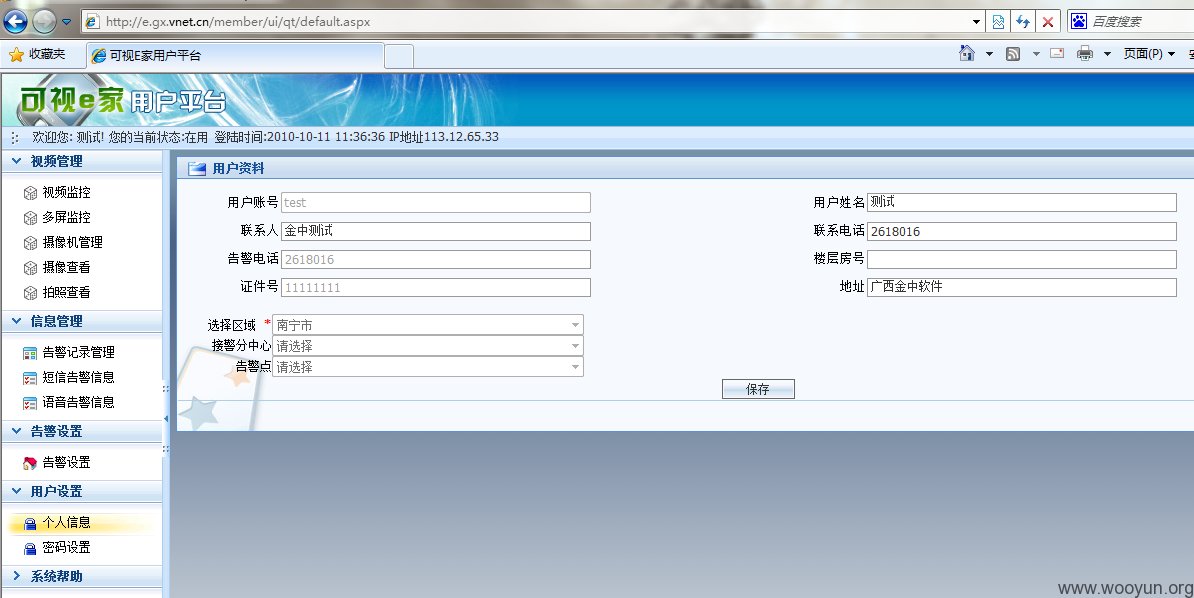 http://e.gx.vnet.cn/member/ui/qt/default.aspx
百度搜索
收藏夹
可视E家用户平台
页面(P)
可视e家 用户平台
欢迎您: 测试! 您的当前状态:在用 登陆时间:2010-10-11 11:36:36 IP地址113.12.65.33
视频管理
视频监控
多屏监控
摄像机管理
摄像查看
拍照查看
信息管理
告警记录管理
短信告警信息
语音告警信息
告警设置
告警设置
用户设置
个人信息
密码设置
系统帮助
用户资料
用户账号 test
用户姓名 测试
联系人 金中测试
联系电话 2618016
告警电话 2618016
楼层房号
证件号 11111111
地址 广西金中软件
选择区域 * 南宁市
接警分中心 请选择
告警点 请选择
保存
www.wooyun.org